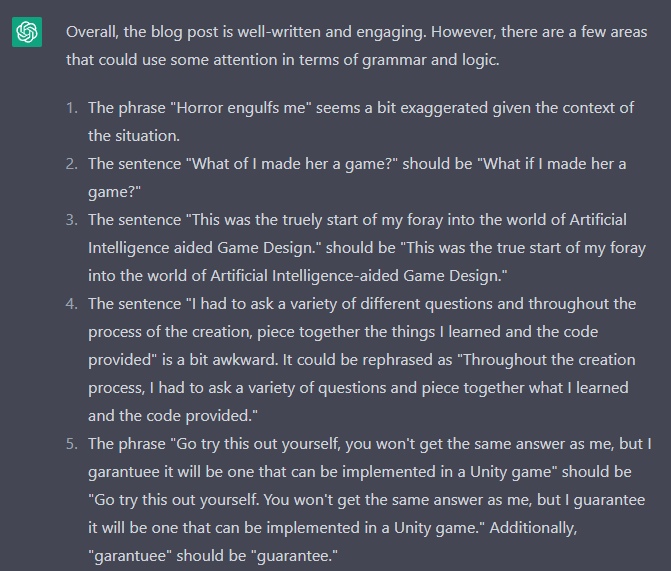 Overall, the blog post is well-written and engaging. However, there are a few areas
that could use some attention in terms of grammar and logic.
1. The phrase "Horror engulfs me" seems a bit exaggerated given the context of
the situation.
2. The sentence "What of I made her a game?" should be "What if I made her a
game?"
3. The sentence "This was the truely start of my foray into the world of Artificial
Intelligence aided Game Design." should be "This was the true start of my foray
into the world of Artificial Intelligence-aided Game Design."
4. The sentence "I had to ask a variety of different questions and throughout the
process of the creation, piece together the things I learned and the code
provided" is a bit awkward. It could be rephrased as "Throughout the creation
process, I had to ask a variety of questions and piece together what I learned
and the code provided."
5. The phrase "Go try this out yourself, you won't get the same answer as me, but I
garantuee it will be one that can be implemented in a Unity game" should be
"Go try this out yourself. You won't get the same answer as me, but I guarantee
it will be one that can be implemented in a Unity game." Additionally,
"garantuee" should be "guarantee."